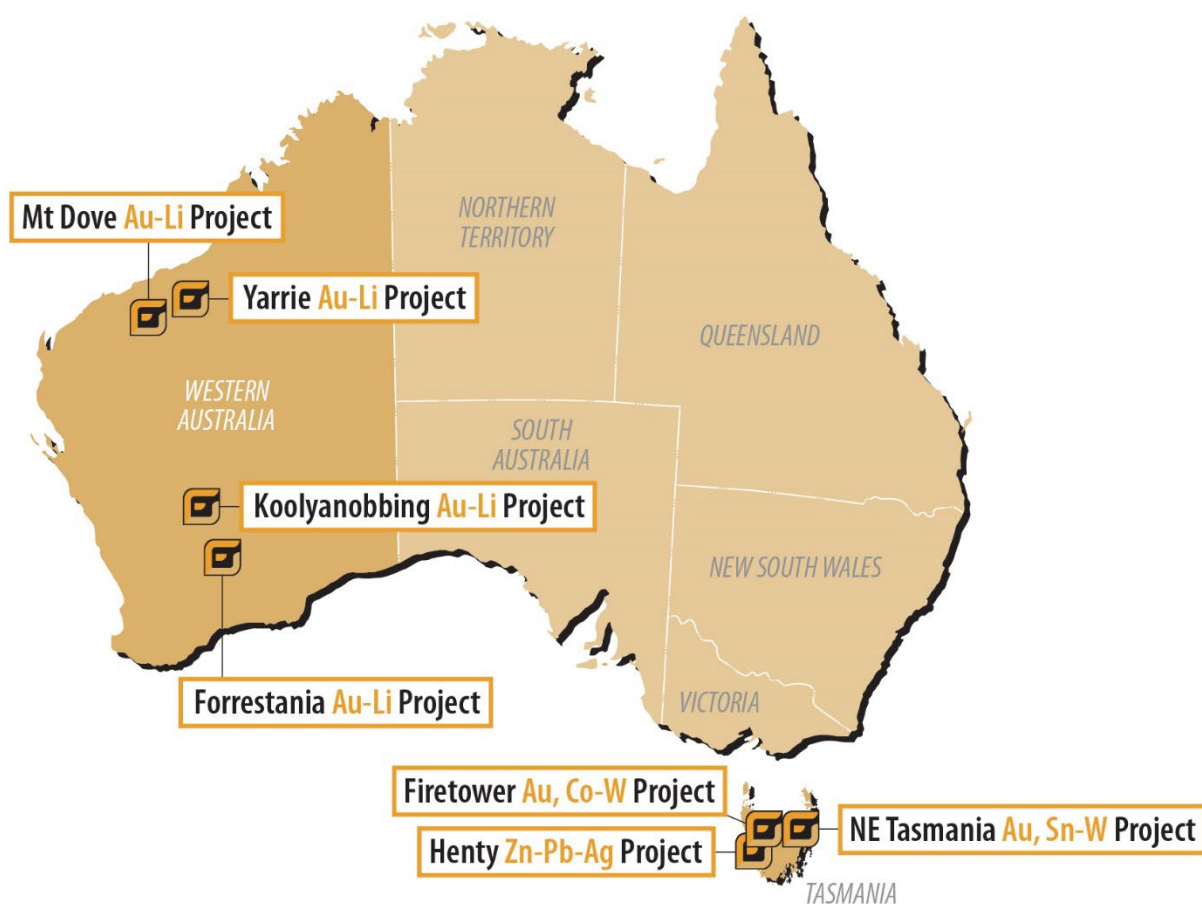 NORTHERN
TERRITORY
Mt Dove Au-Li Project
Yarrie Au-Li Project
QUEENSLAND
WESTERN
AUSTRALIA
SOUTH
AUSTRALIA
Koolyanobbing Au-Li Project
NEW SOUTH WALES
Forrestania Au-Li Project
VICTORIA
Firetower Au, Co-W Project
NE Tasmania Au, Sn-W Project
Henty Zn-Pb-Ag Project
TASMANIA